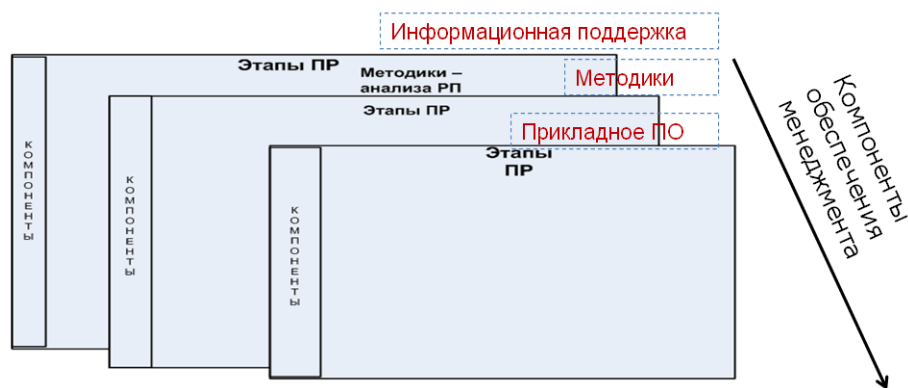 Информационная поддержка
Этапы ПР
Методики –
анализа РП
Методики
Этапы ПР
Прикладное ПО
Этапы
ПР
КОМПОНЕНТЫ
КОМПОНЕНТЫ
КОМПОНЕНТЫ
Компоненты
обеспечения
менеджмента